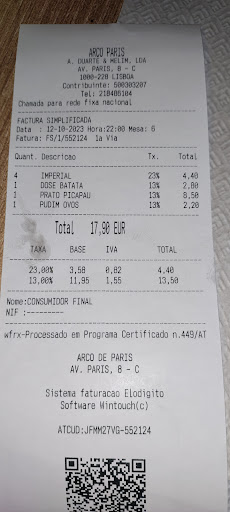 ARCO PARIS
A. DUARTE & MELIM, LDA
AV. PARIS, 8 - C
1000-228 LISBOA
Contribuinte: 500303207
Tel: 218486104
Chamada para rede fixa nacional
FACTURA SIMPLIFICADA
Data : 12-10-2023 Hora:22:00 Mesa: 6
Fatura: FS/1/552124 1a Via
Quant. Descricao Tx. Total
4 IMPERIAL 23% 4,40
1 DOSE BATATA 13% 2,80
1 PRATO PICAPAU 13% 8,50
1 PUDIM OVOS 13% 2,20
Total 17,90 EUR
TAXA BASE IVA TOTAL
23,00% 3,58 0,82 4,40
13,00% 11,95 1,55 13,50
Nome:CONSUMIDOR FINAL
NIF :---------
wfrx-Processado em Programa Certificado n.449/AT
ARCO DE PARIS
AV. PARIS, 8 - C
Sistema faturacao Elodigito
Software Wintouch(c)
ATCUD:JFMM27VG-552124